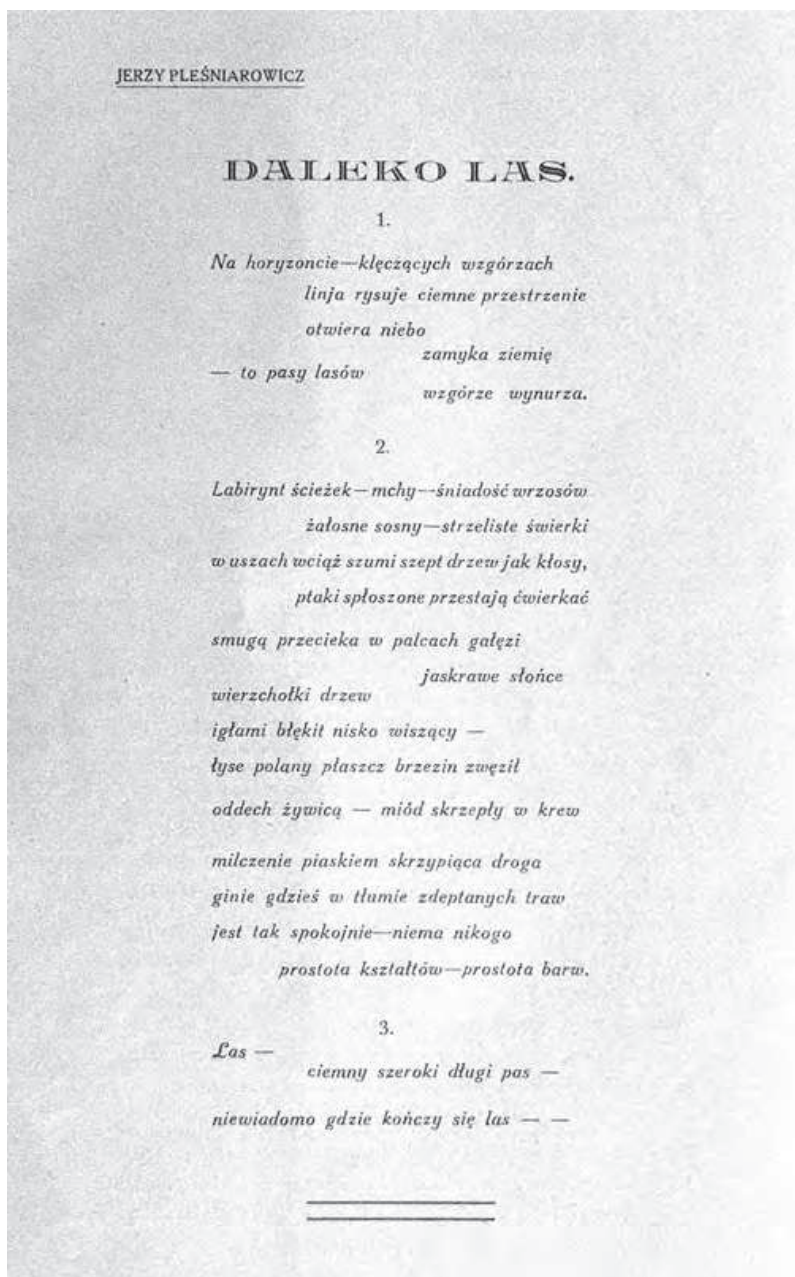 JERZY PLEŚNIAROWICZ
DALEKO LAS.
1.
Na horyzoncie—klęczących wzgórzach
linja rysuje ciemne przestrzenie
otwiera niebo
zamyka ziemię
— to pasy lasów
wzgórze wynurza.
2.
Labirynt ścieżek—mchy—śniadość wrzosów
żałosne sosny—strzeliste świerki
w uszach wciąż szumi szept drzew jak kłosy,
ptaki spłoszone przestają ćwierkać
smugą przecieka w palcach gałęzi
jaskrawe słońce
wierzchołki drzew
igłami błękit nisko wiszący —
łyse polany płaszcz brzezin zwęził
oddech żywicą — miód skrzepły w krew
milczenie piaskiem skrzypiąca droga
ginie gdzieś w tłumie zdeptanych traw
jest tak spokojnie—niema nikogo
prostota kształtów—prostota barw.
3.
Las —
ciemny szeroki długi pas —
niewiadomo gdzie kończy się las — —